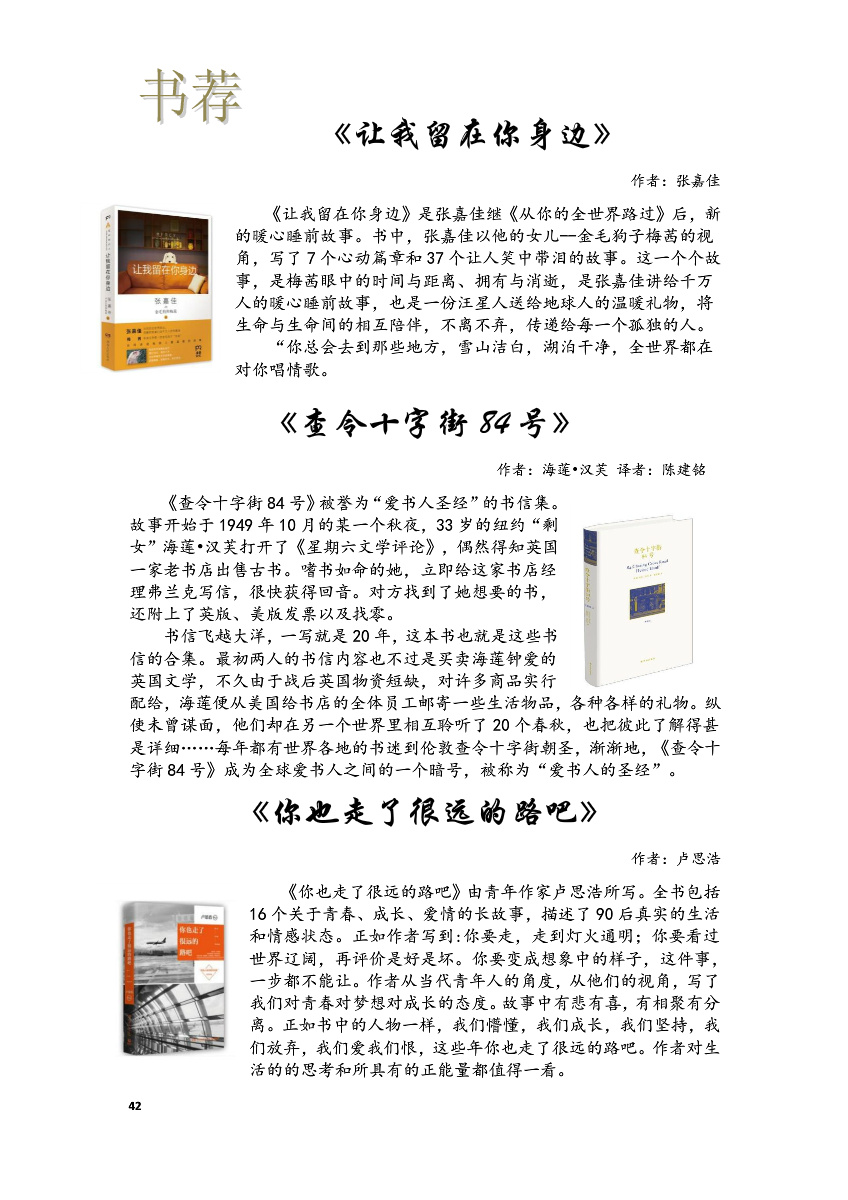 书荐
《让我留在你身边》
作者：张嘉佳
《让我留在你身边》是张嘉佳继《从你的全世界路过》后，新
的暖心睡前故事。书中，张嘉佳以他的女儿——金毛狗子梅茜的视
角，写了 7 个心动篇章和 37 个让人笑中带泪的故事。这一个个故
事，是梅茜眼中的时间与距离、拥有与消逝，是张嘉佳讲给千万
人的暖心睡前故事，也是一份汪星人送给地球人的温暖礼物，将
生命与生命间的相互陪伴，不离不弃，传递给每一个孤独的人。
“你总会去到那些地方，雪山洁白，湖泊干净，全世界都在
对你唱情歌。
让我留在你身边
张嘉佳
让我留在你身边
《查令十字街 84 号》
作者：海莲•汉芙 译者：陈建铭
《查令十字街 84 号》被誉为“爱书人圣经”的书信集。
故事开始于 1949 年 10 月的某一个秋夜，33 岁的纽约“剩
女”海莲•汉芙打开了《星期六文学评论》，偶然得知英国
一家老书店出售古书。嗜书如命的她，立即给这家书店经
理弗兰克写信，很快获得回音。对方找到了她想要的书，
还附上了英版、美版发票以及找零。
书信飞越大洋，一写就是 20 年，这本书也就是这些书
信的合集。最初两人的书信内容也不过是买卖海莲钟爱的
英国文学，不久由于战后英国物资短缺，对许多商品实行
配给，海莲便从美国给书店的全体员工邮寄一些生活物品，各种各样的礼物。纵
使未曾谋面，他们却在另一个世界里相互聆听了 20 个春秋，也把彼此了解得甚
是详细……每年都有世界各地的书迷到伦敦查令十字街朝圣，渐渐地，《查令十
字街 84 号》成为全球爱书人之间的一个暗号，被称为“爱书人的圣经”。
查令十字街
84 号
《你也走了很远的路吧》
作者：卢思浩
《你也走了很远的路吧》由青年作家卢思浩所写。全书包括
16 个关于青春、成长、爱情的长故事，描述了 90 后真实的生活
和情感状态。正如作者写到:你要走，走到灯火通明；你要看过
世界辽阔，再评价是好是坏。你要变成想象中的样子，这件事，
一步都不能让。作者从当代青年人的角度，从他们的视角，写了
我们对青春对梦想对成长的态度。故事中有悲有喜，有相聚有分
离。正如书中的人物一样，我们懵懂，我们成长，我们坚持，我
们放弃，我们爱我们恨，这些年你也走了很远的路吧。作者对生
活的的思考和所具有的正能量都值得一看。
卢思浩
你也走了
很远的
路吧
42